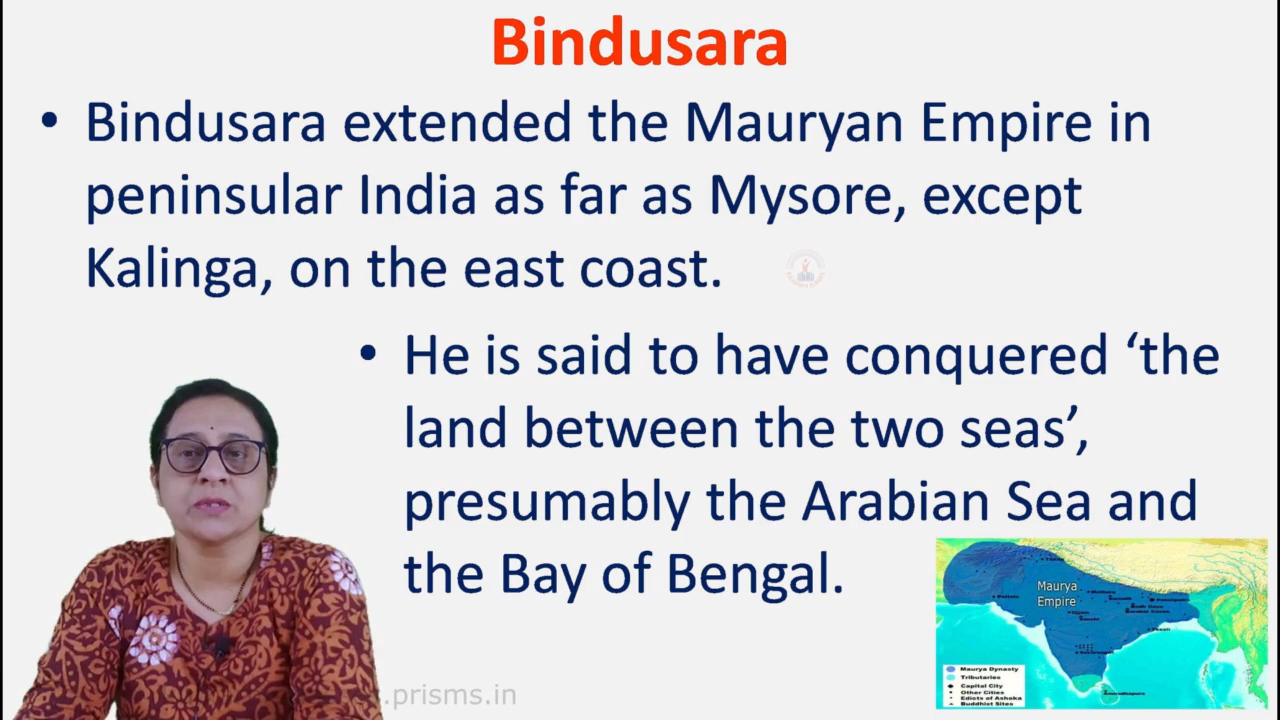 Bindusara
• Bindusara extended the Mauryan Empire in
peninsular India as far as Mysore, except
Kalinga, on the east coast.
• He is said to have conquered ‘the
land between the two seas’,
presumably the Arabian Sea and
the Bay of Bengal.
Maurya
Empire
Maurya Dynasty
Tributaries
Capital City
Other Cities
Edicts of Ashoka
Buddhist Sites
.prisms.in